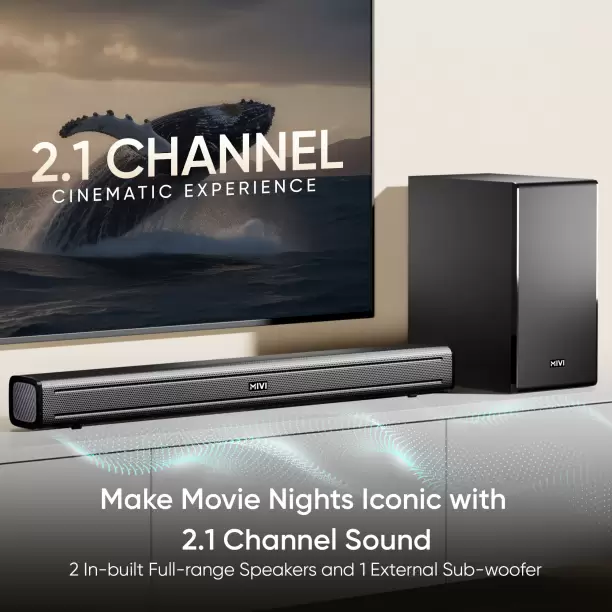 2.1 CHANNEL
CINEMATIC EXPERIENCE
MIVI
MIVI
Make Movie Nights Iconic with
2.1 Channel Sound
2 In-built Full-range Speakers and 1 External Sub-woofer